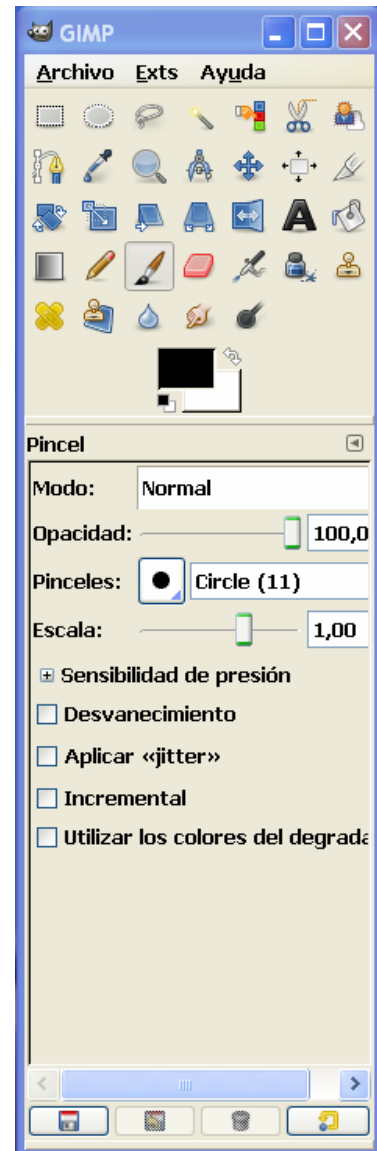 GIMP
Archivo Exts Ayuda
Pincel
Modo: Normal
Opacidad: 100,0
Pinceles: Circle (11)
Escala: 1,00
Sensibilidad de presión
Desvanecimiento
Aplicar «jitter»
Incremental
Utilizar los colores del degrada